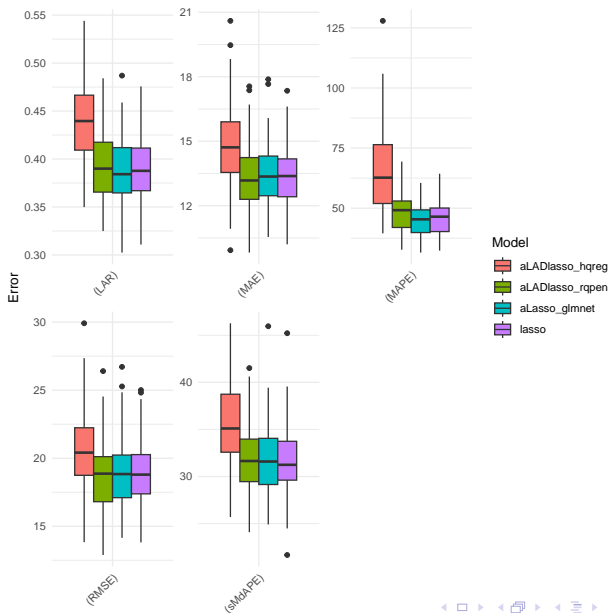 0.55
0.50
0.45
0.40
0.35
0.30
(LAR)
21
18
15
12
(MAE)
125
100
75
50
(MAPE)
Error
30
25
20
15
(RMSE)
40
30
(sMdAPE)
Model
aLADlasso_hqreg
aLADlasso_rqpen
aLasso_glmnet
lasso